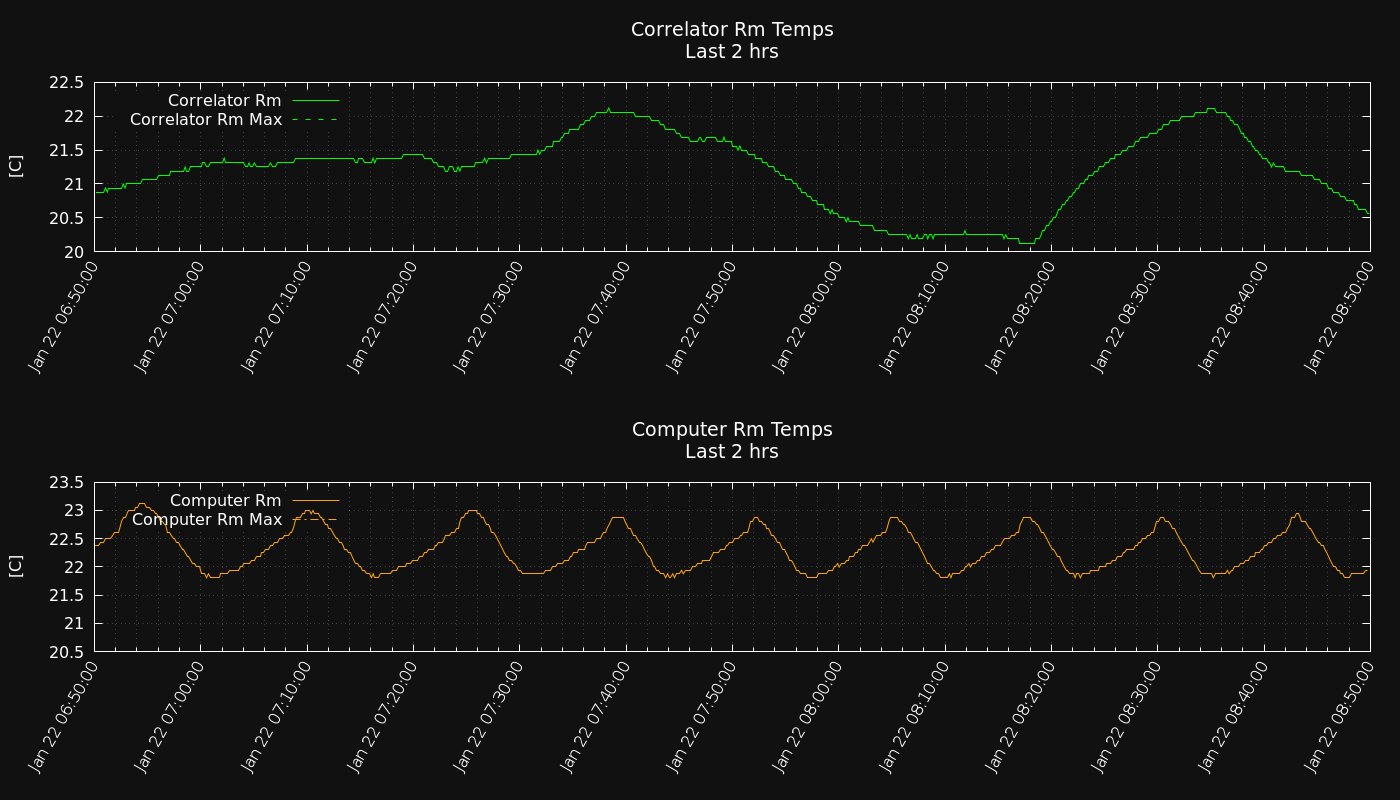 Correlator Rm Temps
Last 2 hrs
22.5
22
21.5
21
20.5
20
[C]
Correlator Rm
Correlator Rm Max
Jan 22 06:50:00
Jan 22 07:00:00
Jan 22 07:10:00
Jan 22 07:20:00
Jan 22 07:30:00
Jan 22 07:40:00
Jan 22 07:50:00
Jan 22 08:00:00
Jan 22 08:10:00
Jan 22 08:20:00
Jan 22 08:30:00
Jan 22 08:40:00
Jan 22 08:50:00
Computer Rm Temps
Last 2 hrs
23.5
23
22.5
22
21.5
21
20.5
[C]
Computer Rm
Computer Rm Max
Jan 22 06:50:00
Jan 22 07:00:00
Jan 22 07:10:00
Jan 22 07:20:00
Jan 22 07:30:00
Jan 22 07:40:00
Jan 22 07:50:00
Jan 22 08:00:00
Jan 22 08:10:00
Jan 22 08:20:00
Jan 22 08:30:00
Jan 22 08:40:00
Jan 22 08:50:00